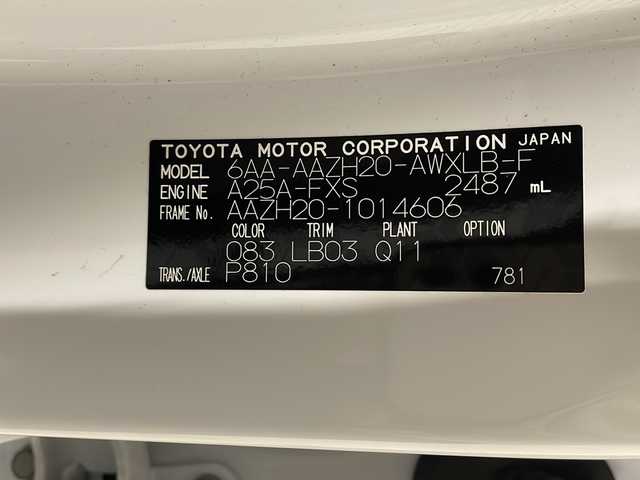 TOYOTA MOTOR CORPORATION JAPAN
MODEL 6AA-AAZH20-AWXLB-F
ENGINE A25A-FXS 2487 mL
FRAME No. AAZH20-1014603
COLOR TRIM PLANT OPTION
083 LB03 Q11
TRANS./AXLE P810 781